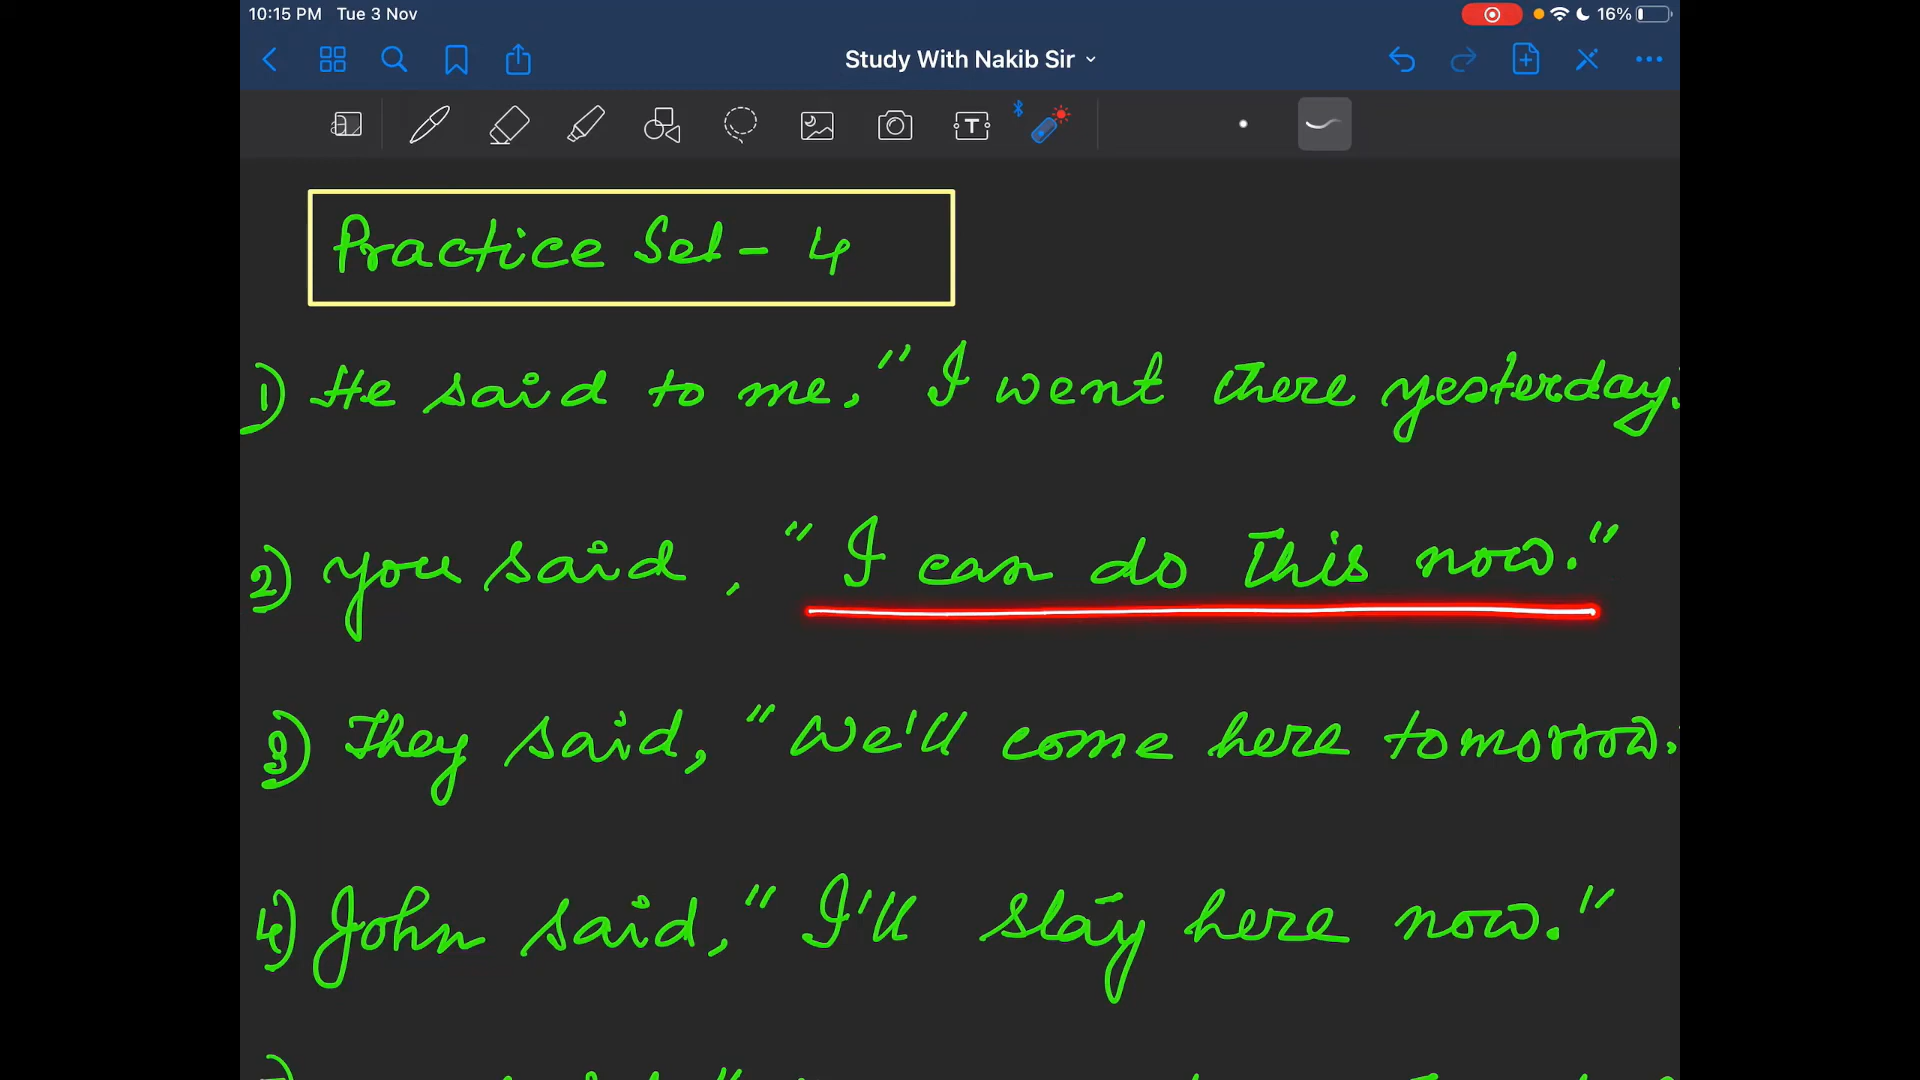 10:15 PM Tue 3 Nov
16%
Study With Nakib Sir
T
Practice Set - 4
1) He said to me, "I went there yesterday.
2) you said, "I can do this now."
3) They said, "We'll come here tomorrow.
4) John said, "I'll stay here now."